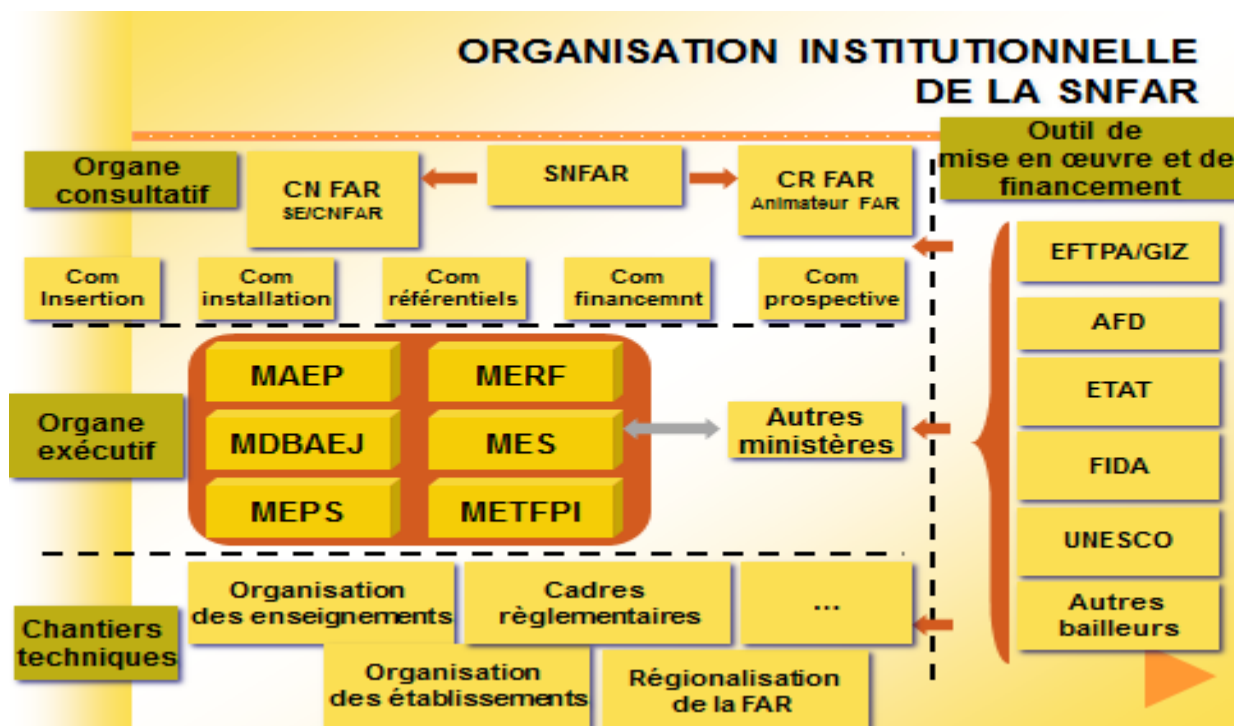 ORGANISATION INSTITUTIONNELLE
DE LA SNFAR
Organe
consultatif
CN FAR
SE/CNFAR
SNFAR
CR FAR
Animateur FAR
Outil de
mise en œuvre et de
financement
Com
Insertion
Com
installation
Com
référentiels
Com
financemnt
Com
prospective
EFTPA/GIZ
AFD
ETAT
FIDA
UNESCO
Autres
bailleurs
Organe
exécutif
MAEP
MERF
MDBAEJ
MES
MEPS
METFPI
Autres
ministères
Chantiers
techniques
Organisation
des enseignements
Cadres
règlementaires
...
Organisation
des établissements
Régionalisation
de la FAR